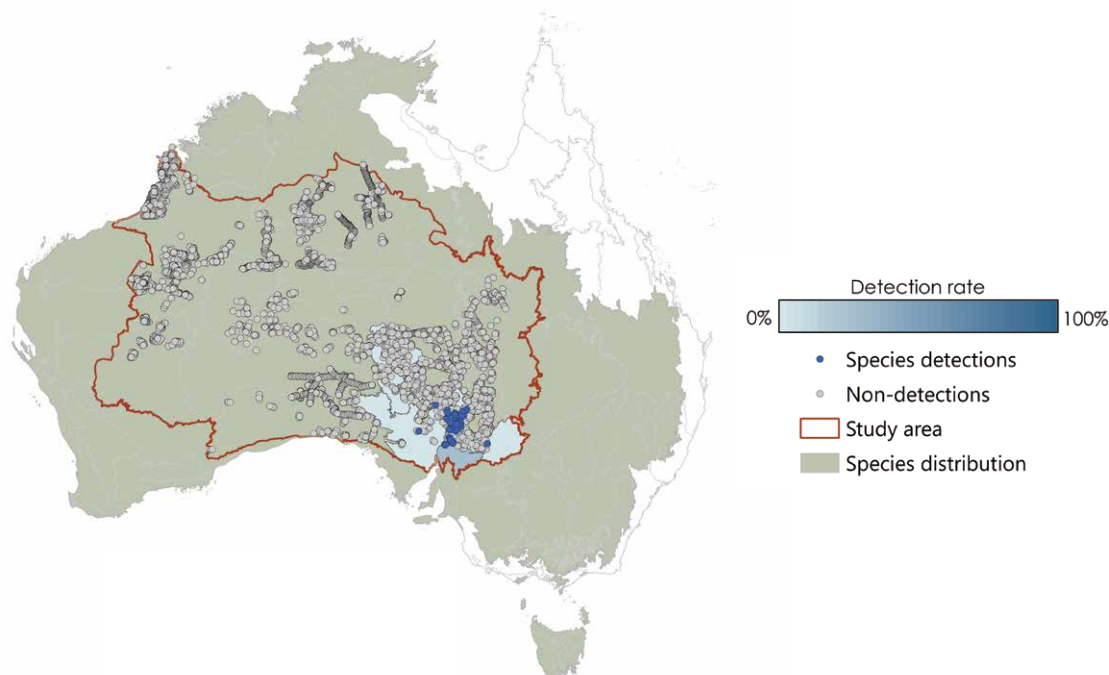 Detection rate
0% 100%
Species detections
Non-detections
Study area
Species distribution